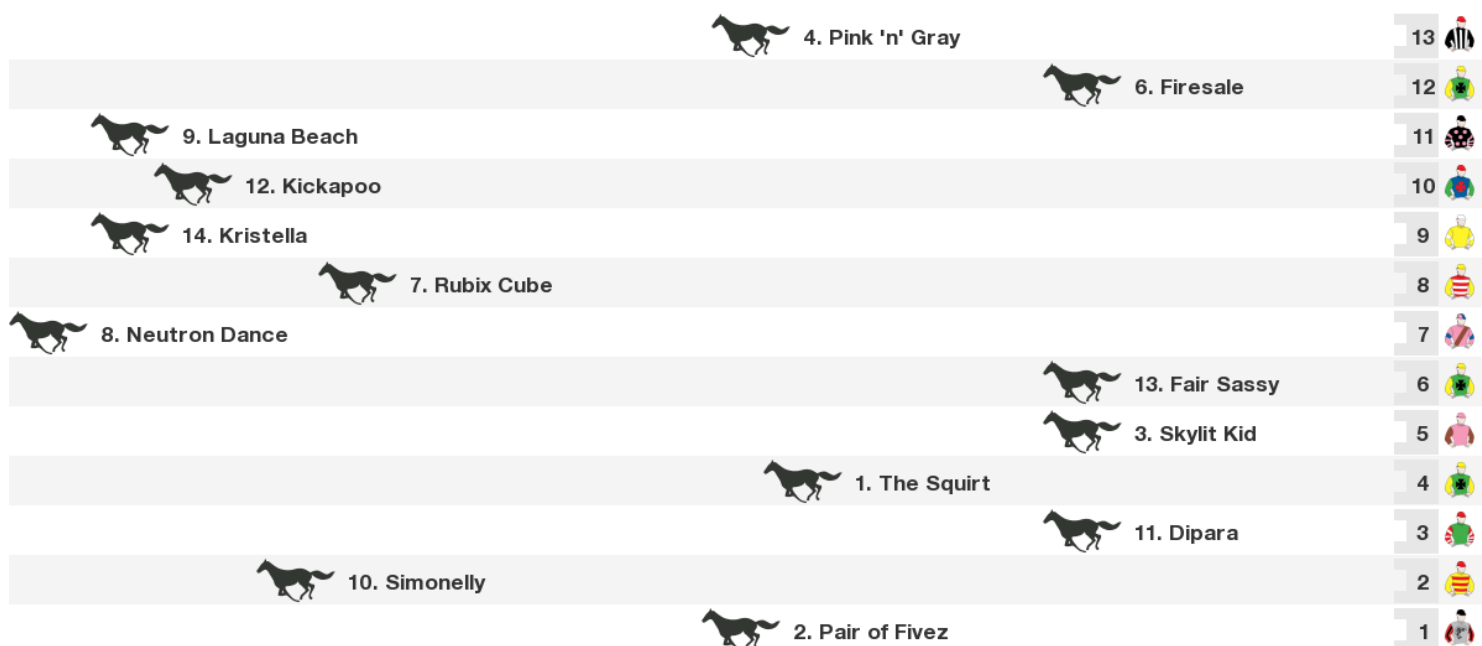 4. Pink 'n' Gray 13
6. Firesale 12
9. Laguna Beach 11
12. Kickapoo 10
14. Kristella 9
7. Rubix Cube 8
8. Neutron Dance 7
13. Fair Sassy 6
3. Skylit Kid 5
1. The Squirt 4
11. Dipara 3
10. Simonelly 2
2. Pair of Fivez 1